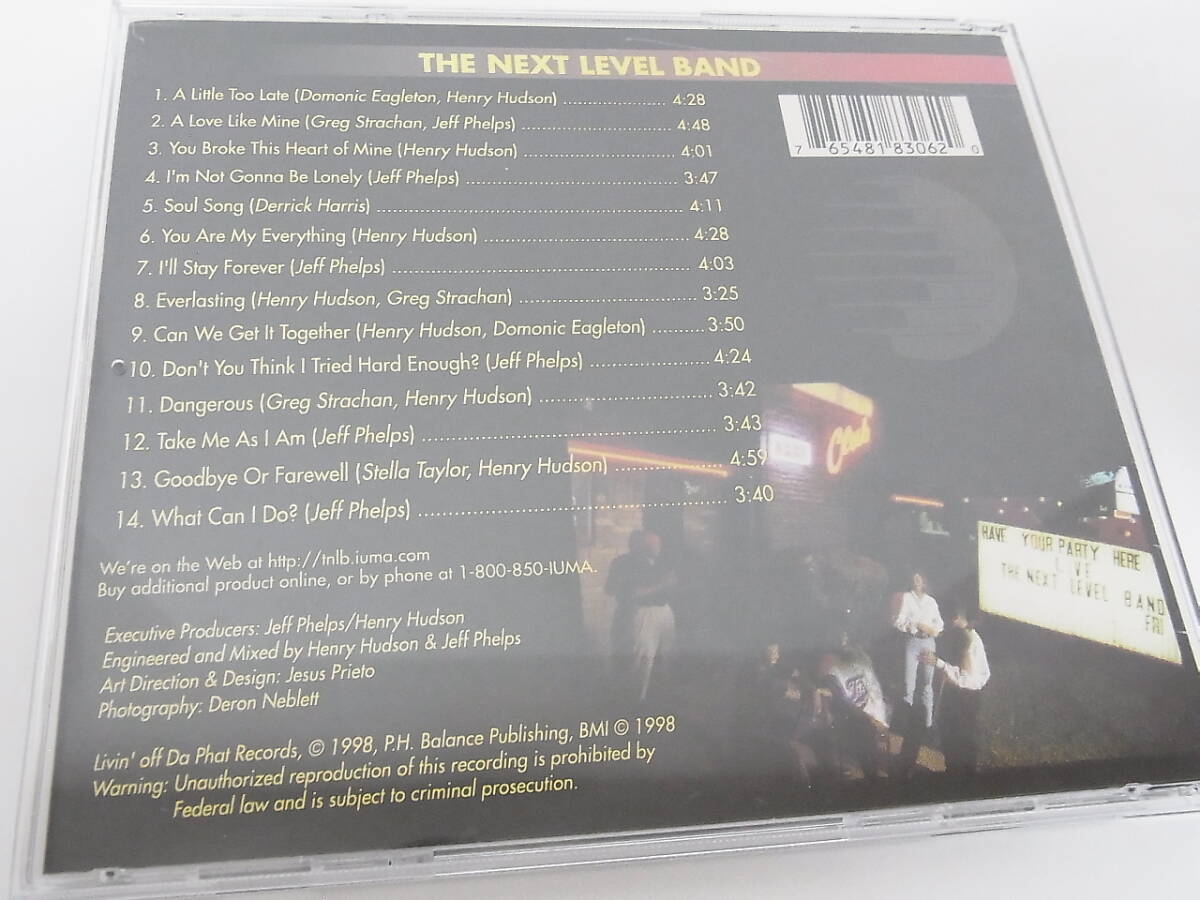 THE NEXT LEVEL BAND
1. A Little Too Late (Domonic Eagleton, Henry Hudson) .................... 4:28
2. A Love Like Mine (Greg Strachan, Jeff Phelps) ............................. 4:48
3. You Broke This Heart of Mine (Henry Hudson) ............................. 4:01
4. I'm Not Gonna Be Lonely (Jeff Phelps) ......................................... 3:47
5. Soul Song (Derrick Harris) ........................................................... 4:11
6. You Are My Everything (Henry Hudson) ....................................... 4:28
7. I'll Stay Forever (Jeff Phelps) ....................................................... 4:03
8. Everlasting (Henry Hudson, Greg Strachan) ................................. 3:25
9. Can We Get It Together (Henry Hudson, Domonic Eagleton) .......... 3:50
10. Don't You Think I Tried Hard Enough? (Jeff Phelps) ...................... 4:24
11. Dangerous (Greg Strachan, Henry Hudson) ................................ 3:42
12. Take Me As I Am (Jeff Phelps) .................................................... 3:43
13. Goodbye Or Farewell (Stella Taylor, Henry Hudson) ................... 4:59
14. What Can I Do? (Jeff Phelps) ...................................................... 3:40
7 65481 83062 0
Club
HAVE YOUR PARTY HERE
LIVE
THE NEXT LEVEL BAND
FRI
We're on the Web at http://tnlb.iuma.com
Buy additional product online, or by phone at 1-800-850-IUMA.
Executive Producers: Jeff Phelps/Henry Hudson
Engineered and Mixed by Henry Hudson & Jeff Phelps
Art Direction & Design: Jesus Prieto
Photography: Deron Neblett
Livin' off Da Phat Records, © 1998, P.H. Balance Publishing, BMI © 1998
Warning: Unauthorized reproduction of this recording is prohibited by
Federal law and is subject to criminal prosecution.